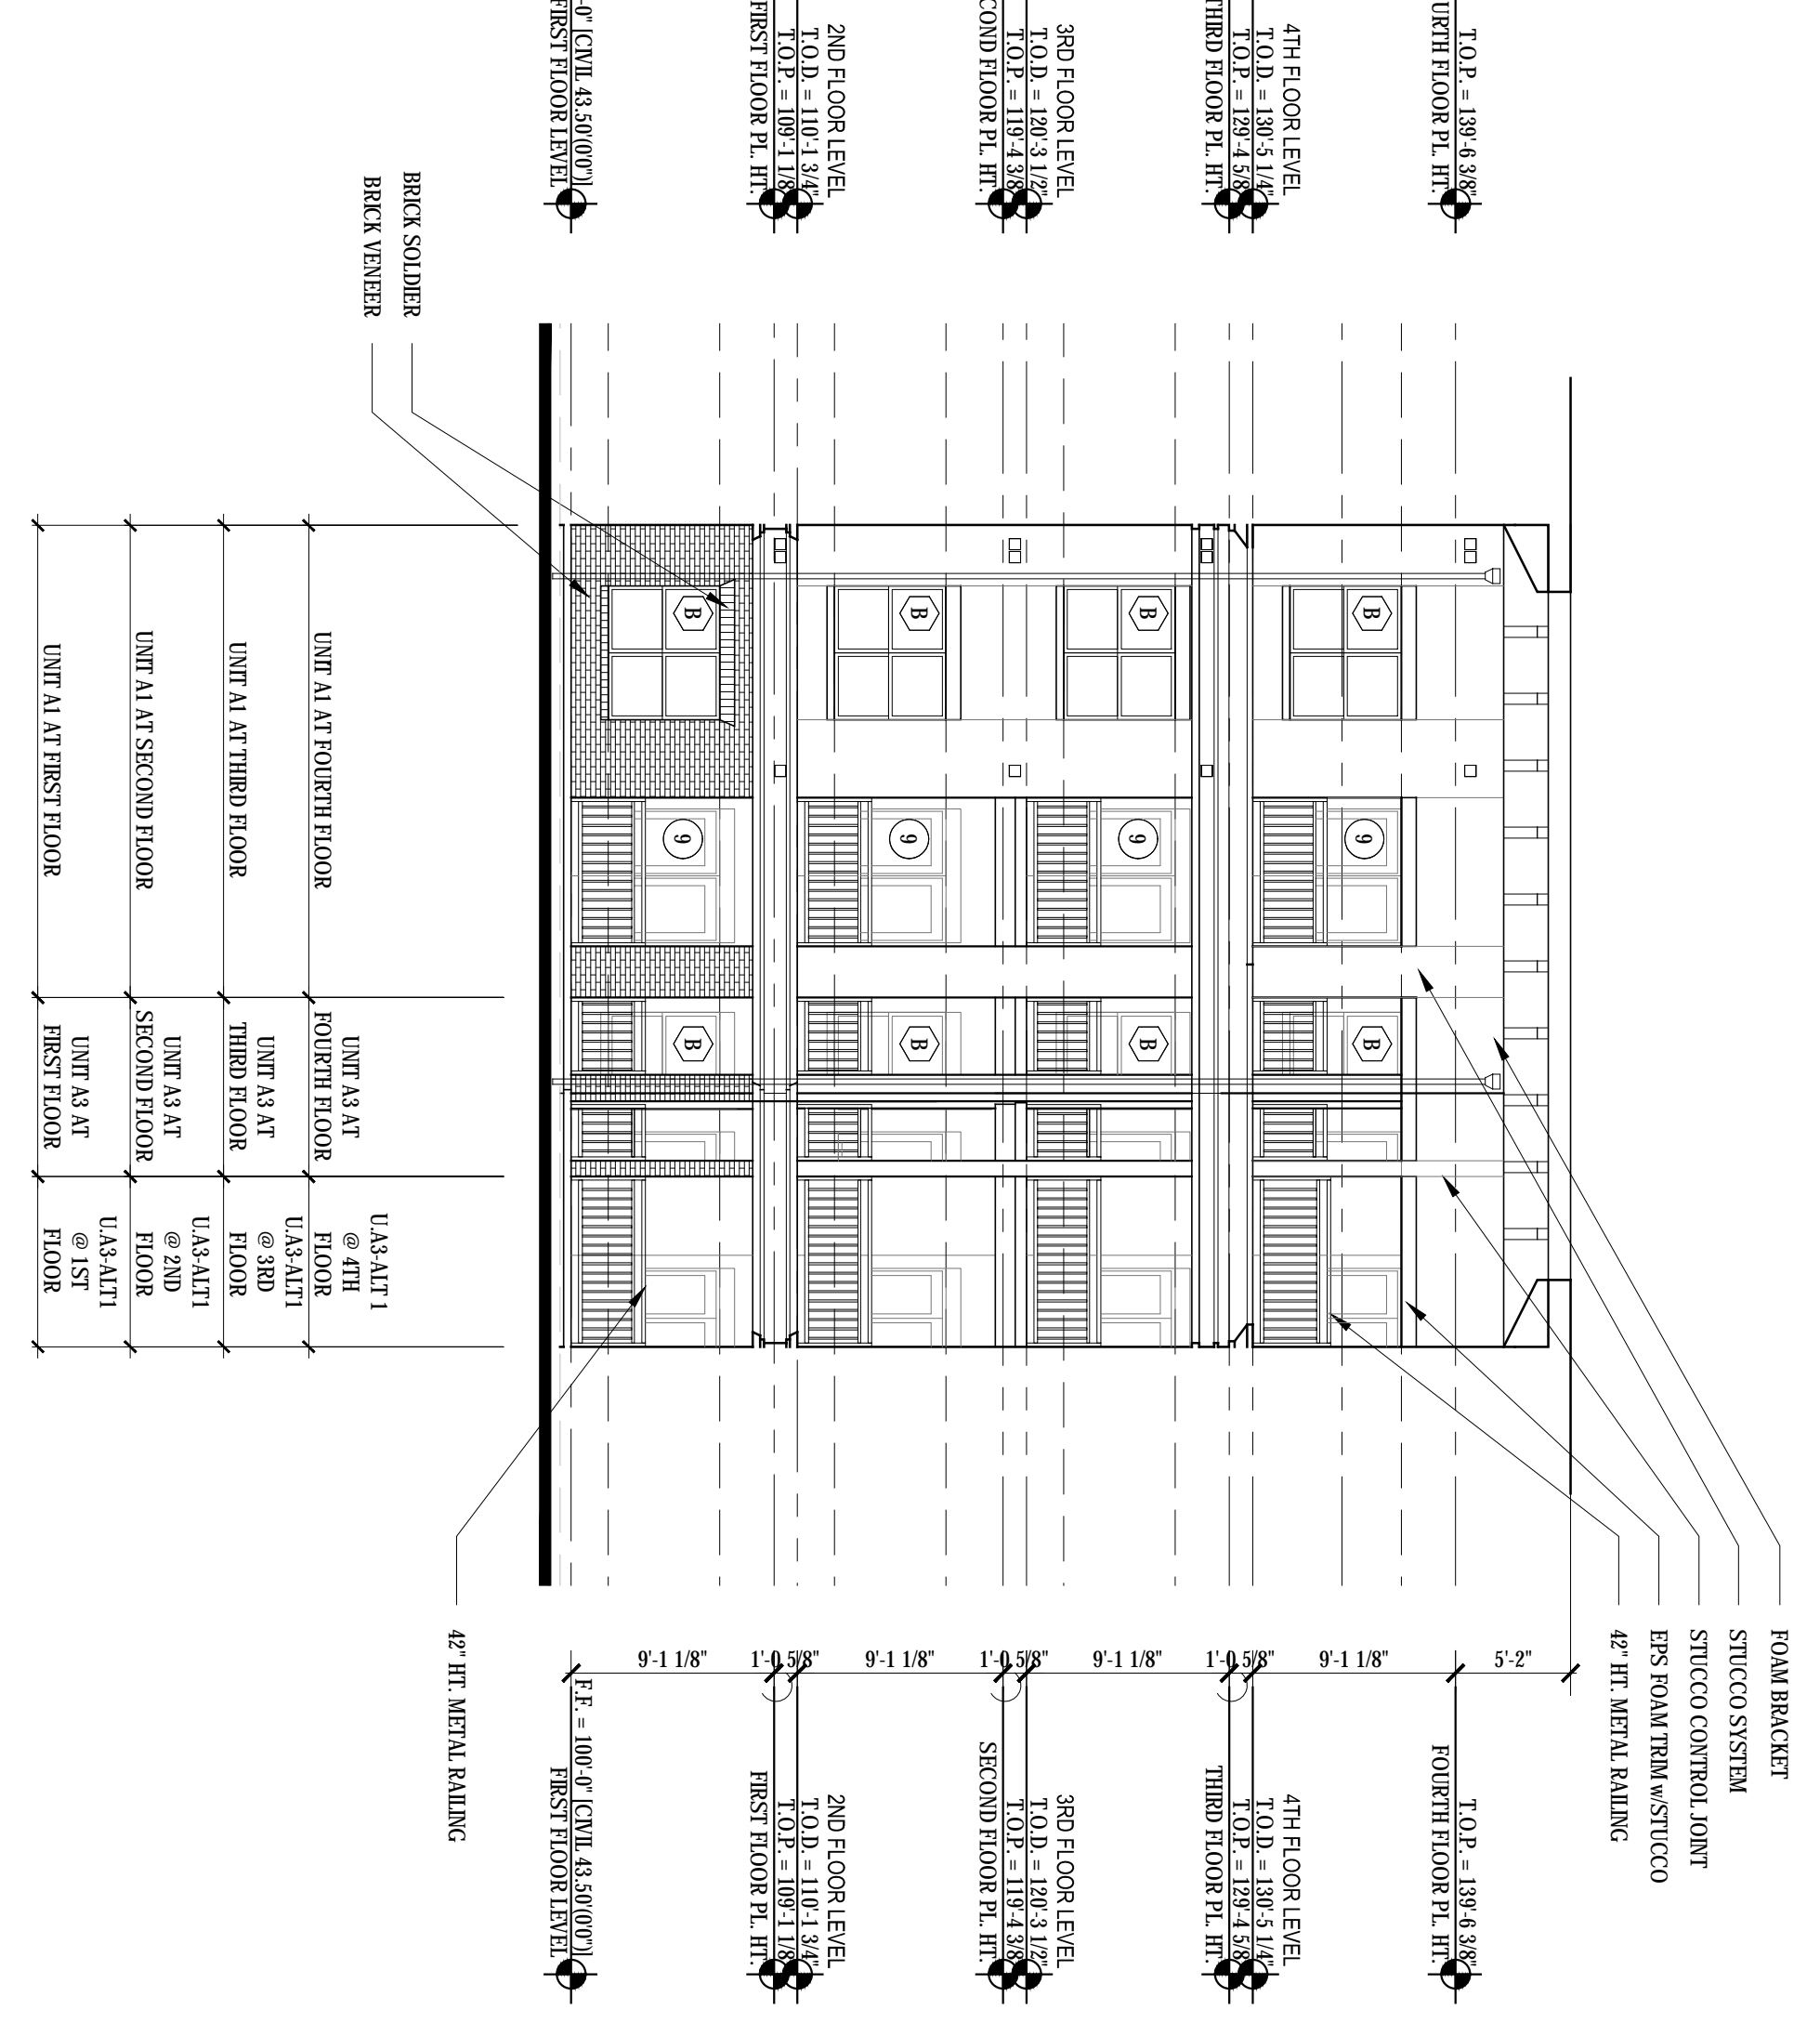 FOAM BRACKET
STUCCO SYSTEM
STUCCO CONTROL JOINT
EPS FOAM TRIM w/STUCCO
42" HT. METAL RAILING
T.O.P. = 139'-6 3/8"
URTH FLOOR PL. HT.
4TH FLOOR LEVEL
T.O.D. = 130'-5 1/4"
T.O.P. = 129'-4 5/8"
THIRD FLOOR PL. HT.
3RD FLOOR LEVEL
T.O.D. = 120'-3 1/2"
T.O.P. = 119'-4 3/8"
COND FLOOR PL. HT.
2ND FLOOR LEVEL
T.O.D. = 110'-1 3/4"
T.O.P. = 109'-1 1/8"
FIRST FLOOR PL. HT.
-0" [CIVIL 43.50'(0'0")]
FIRST FLOOR LEVEL
B
9
B
B
9
B
B
9
B
B
9
B
5'-2"
9'-1 1/8"
1'-0 5/8"
9'-1 1/8"
1'-0 5/8"
9'-1 1/8"
1'-0 5/8"
9'-1 1/8"
T.O.P. = 139'-6 3/8"
FOURTH FLOOR PL. HT.
4TH FLOOR LEVEL
T.O.D. = 130'-5 1/4"
T.O.P. = 129'-4 5/8"
THIRD FLOOR PL. HT.
3RD FLOOR LEVEL
T.O.D. = 120'-3 1/2"
T.O.P. = 119'-4 3/8"
SECOND FLOOR PL. HT.
2ND FLOOR LEVEL
T.O.D. = 110'-1 3/4"
T.O.P. = 109'-1 1/8"
FIRST FLOOR PL. HT.
F.F. = 100'-0" [CIVIL 43.50'(0'0")]
FIRST FLOOR LEVEL
BRICK SOLDIER
BRICK VENEER
42" HT. METAL RAILING
UNIT A1 AT FOURTH FLOOR
UNIT A3 AT
FOURTH FLOOR
U.A3-ALT 1
@ 4TH
FLOOR
UNIT A1 AT THIRD FLOOR
UNIT A3 AT
THIRD FLOOR
U.A3-ALT1
@ 3RD
FLOOR
UNIT A1 AT SECOND FLOOR
UNIT A3 AT
SECOND FLOOR
U.A3-ALT1
@ 2ND
FLOOR
UNIT A1 AT FIRST FLOOR
UNIT A3 AT
FIRST FLOOR
U.A3-ALT1
@ 1ST
FLOOR